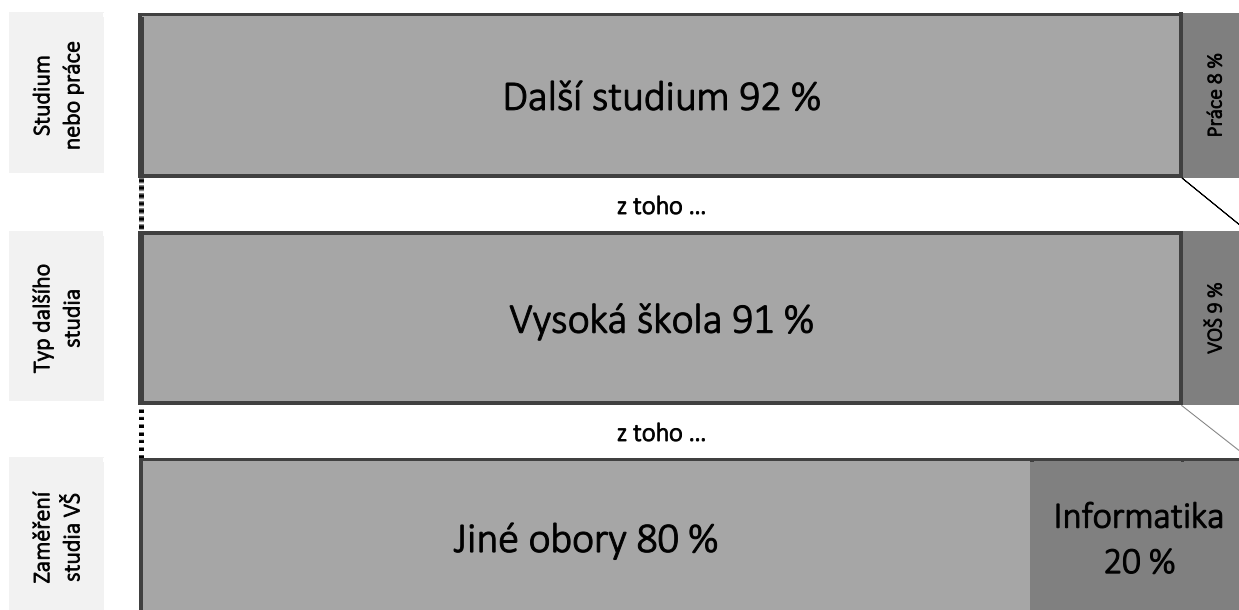 Studium
nebo práce
Další studium 92 %
Práce 8 %
z toho ...
Typ dalšího
studia
Vysoká škola 91 %
VOŠ 9 %
z toho ...
Zaměření
studia VŠ
Jiné obory 80 %
Informatika
20 %